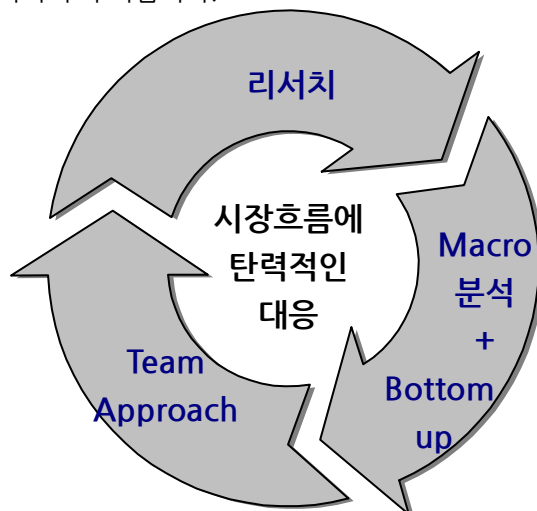 리서치
시장흐름에
탄력적인
대응
Macro
분석
+
Bottom
up
Team
Approach